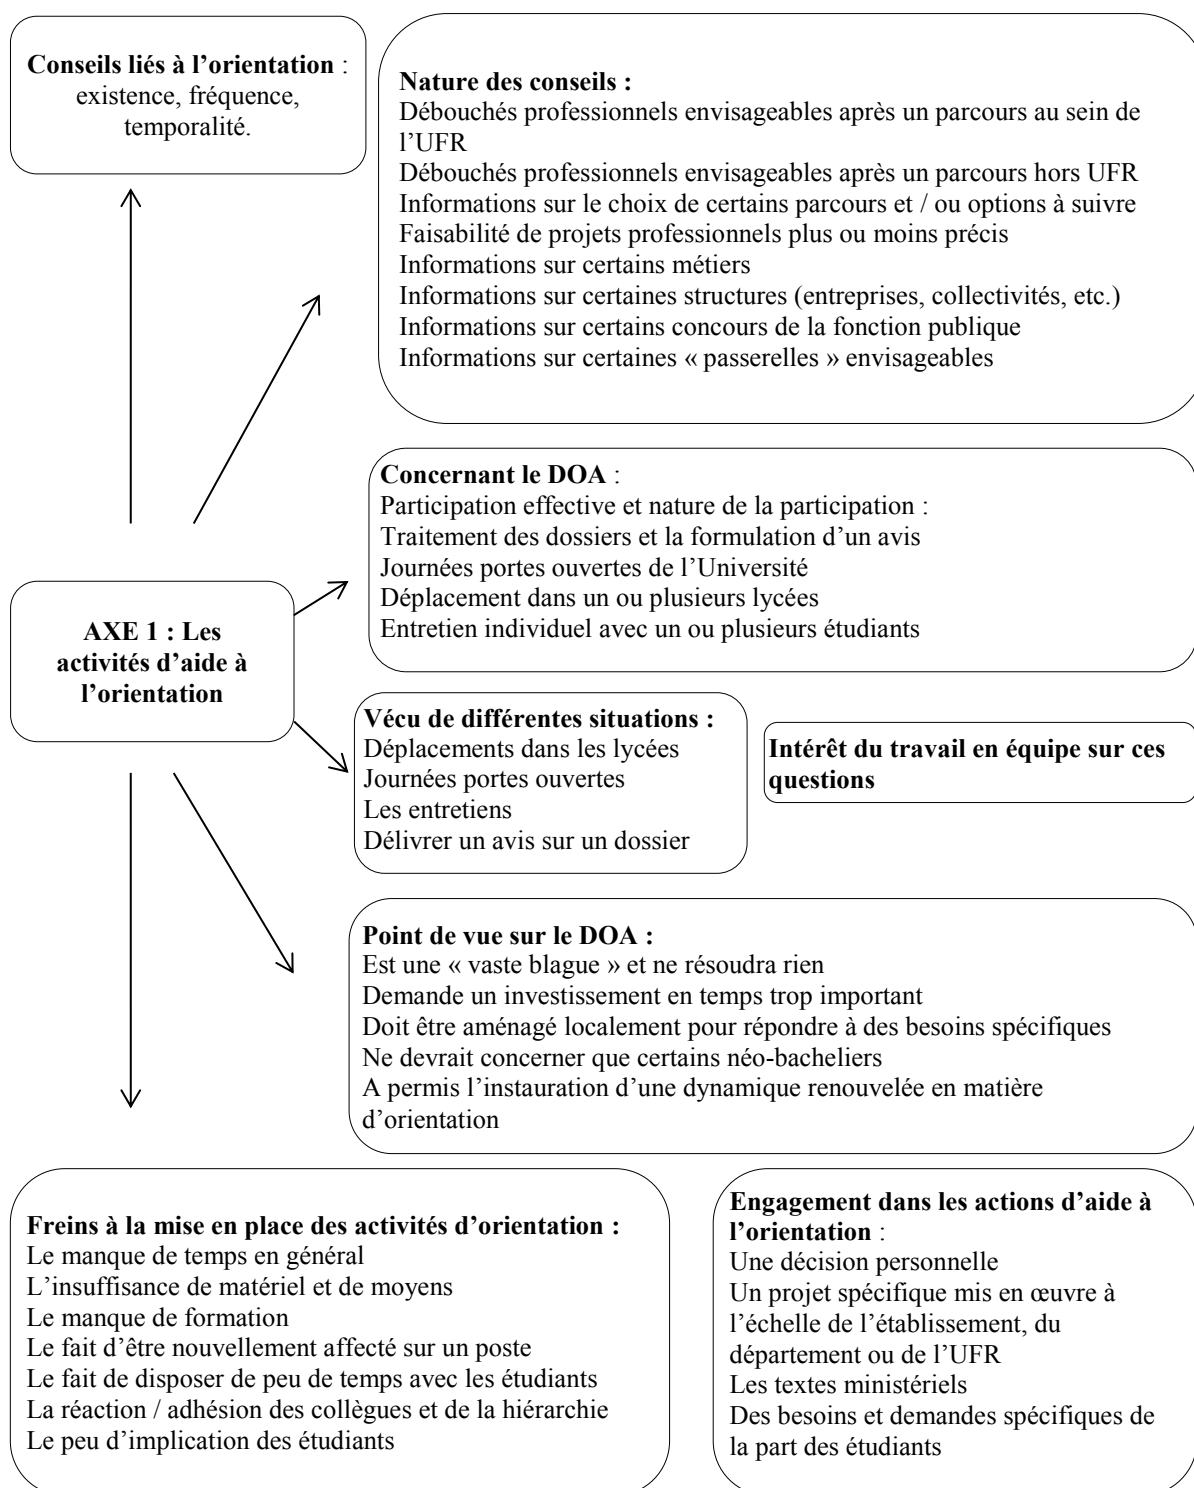 Conseils liés à l’orientation :
existence, fréquence,
temporalité.
Nature des conseils :
Débouchés professionnels envisageables après un parcours au sein de
l’UFR
Débouchés professionnels envisageables après un parcours hors UFR
Informations sur le choix de certains parcours et / ou options à suivre
Faisabilité de projets professionnels plus ou moins précis
Informations sur certains métiers
Informations sur certaines structures (entreprises, collectivités, etc.)
Informations sur certains concours de la fonction publique
Informations sur certaines « passerelles » envisageables
Concernant le DOA :
Participation effective et nature de la participation :
Traitement des dossiers et la formulation d’un avis
Journées portes ouvertes de l’Université
Déplacement dans un ou plusieurs lycées
Entretien individuel avec un ou plusieurs étudiants
AXE 1 : Les
activités d’aide à
l’orientation
Vécu de différentes situations :
Déplacements dans les lycées
Journées portes ouvertes
Les entretiens
Délivrer un avis sur un dossier
Intérêt du travail en équipe sur ces
questions
Point de vue sur le DOA :
Est une « vaste blague » et ne résoudra rien
Demande un investissement en temps trop important
Doit être aménagé localement pour répondre à des besoins spécifiques
Ne devrait concerner que certains néo-bacheliers
A permis l’instauration d’une dynamique renouvelée en matière
d’orientation
Freins à la mise en place des activités d’orientation :
Le manque de temps en général
L’insuffisance de matériel et de moyens
Le manque de formation
Le fait d’être nouvellement affecté sur un poste
Le fait de disposer de peu de temps avec les étudiants
La réaction / adhésion des collègues et de la hiérarchie
Le peu d’implication des étudiants
Engagement dans les actions d’aide à
l’orientation :
Une décision personnelle
Un projet spécifique mis en œuvre à
l’échelle de l’établissement, du
département ou de l’UFR
Les textes ministériels
Des besoins et demandes spécifiques de
la part des étudiants